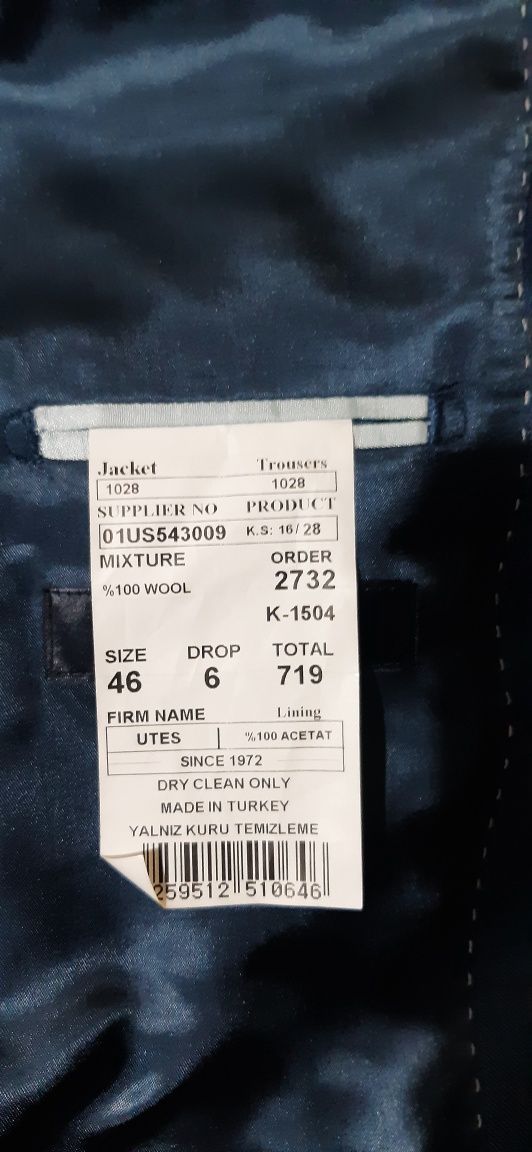 Jacket Trousers
1028 1028
SUPPLIER NO PRODUCT
01US543009 K.S: 16/ 28
MIXTURE ORDER
%100 WOOL 2732
K-1504
SIZE DROP TOTAL
46 6 719
FIRM NAME Lining
UTES %100 ACETAT
SINCE 1972
DRY CLEAN ONLY
MADE IN TURKEY
YALNIZ KURU TEMIZLEME
259512 510646